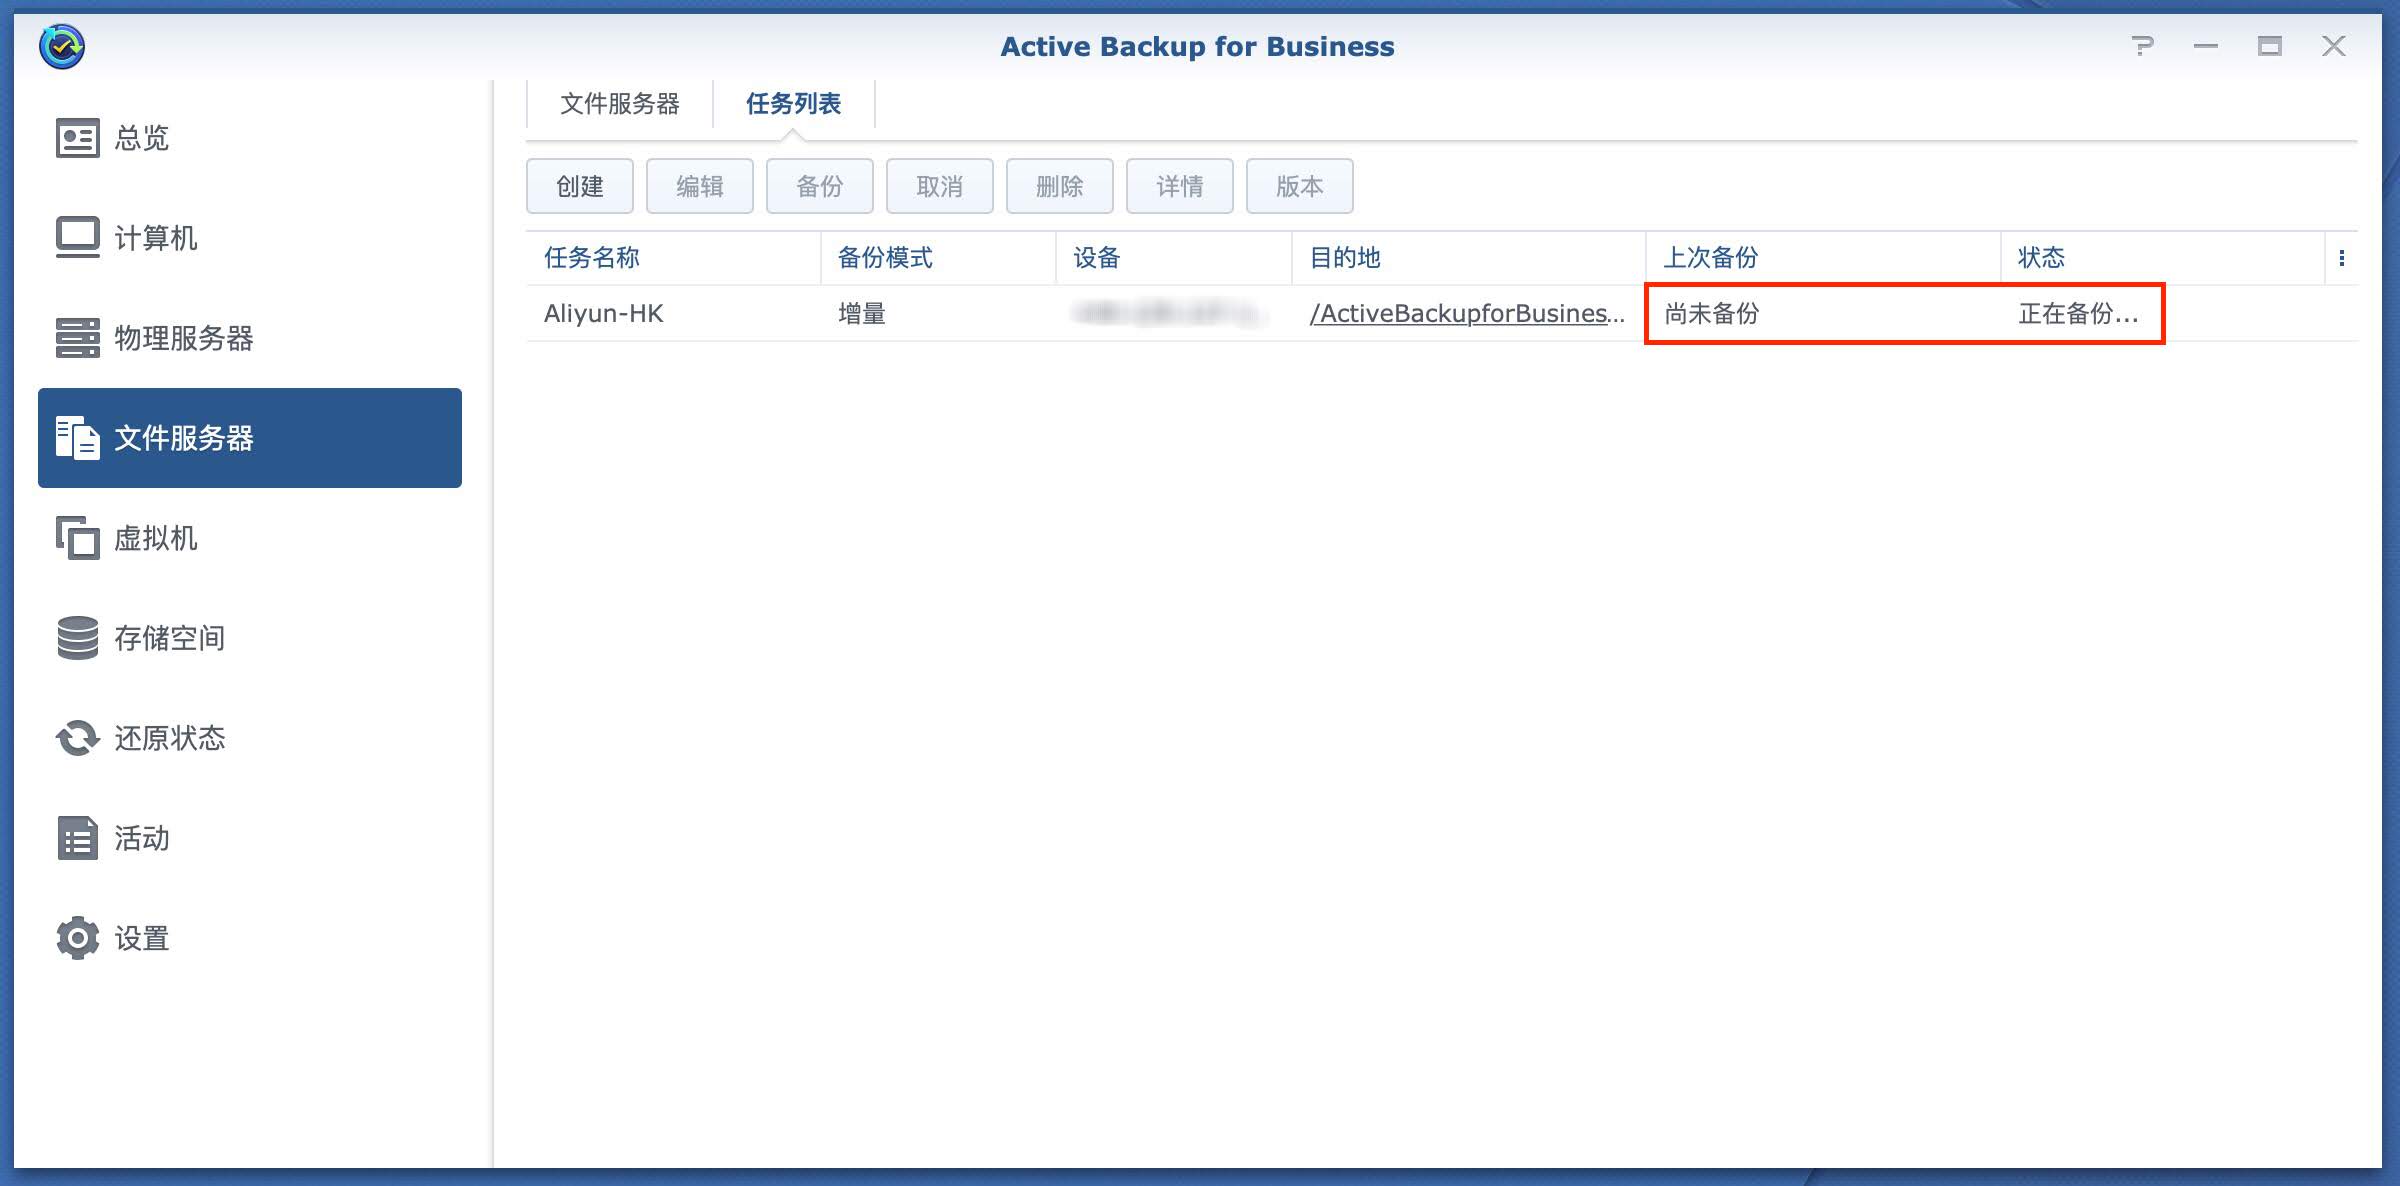 Active Backup for Business
总览
计算机
物理服务器
文件服务器
虚拟机
存储空间
还原状态
活动
设置
文件服务器 任务列表
创建 编辑 备份 取消 删除 详情 版本
任务名称 备份模式 设备 目的地 上次备份 状态
Aliyun-HK 增量 /ActiveBackupforBusines... 尚未备份 正在备份...